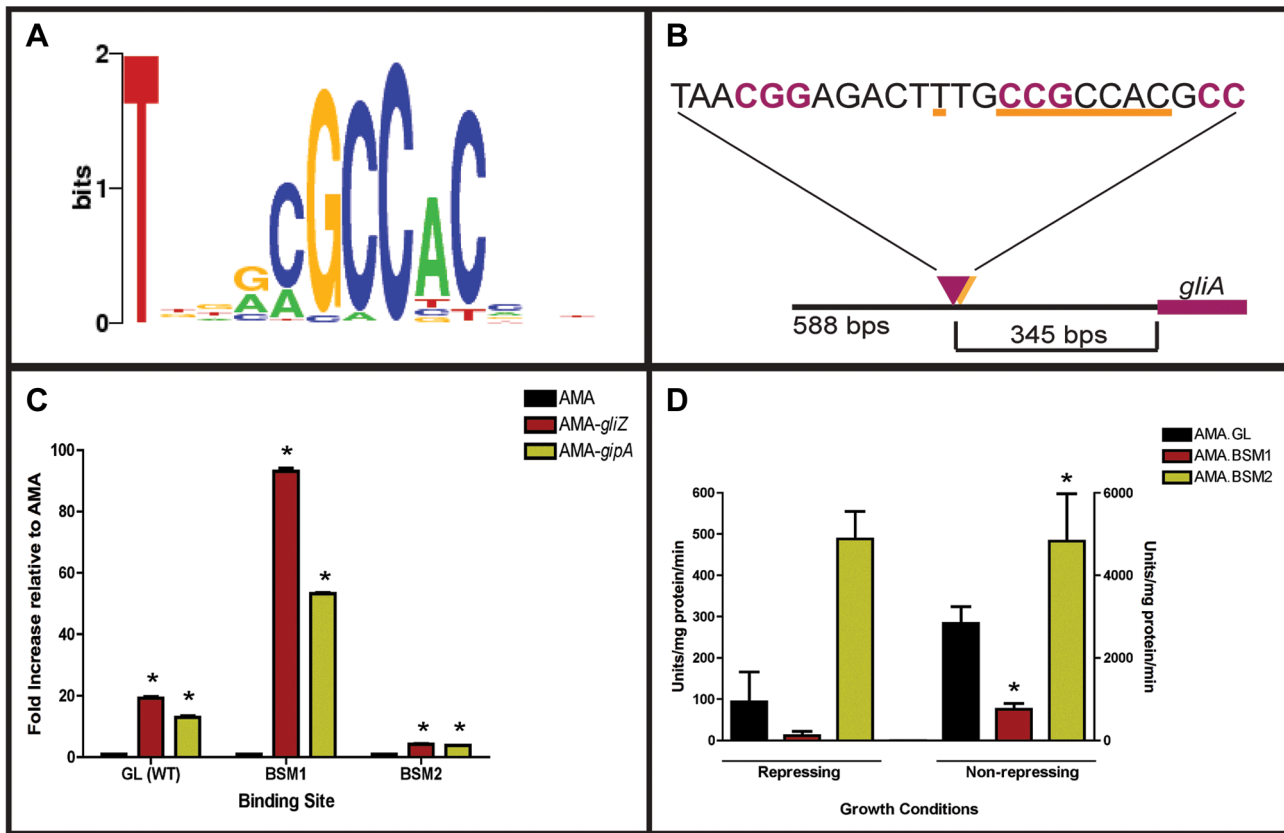 A
2
1
0
bits
T
CGCCAC
B
TAACGGAGACTTTGCCGCCACGCC
gliA
588 bps
345 bps
C
AMA
AMA-gliZ
AMA-gipA
Fold Increase relative to AMA
100
80
60
40
20
0
* * * * * *
GL (WT) BSM1 BSM2
Binding Site
D
AMA.GL
AMA.BSM1
AMA.BSM2
Units/mg protein/min
600
500
400
300
200
100
0
* *
6000
4000
2000
0
Units/mg protein/min
Repressing Non-repressing
Growth Conditions